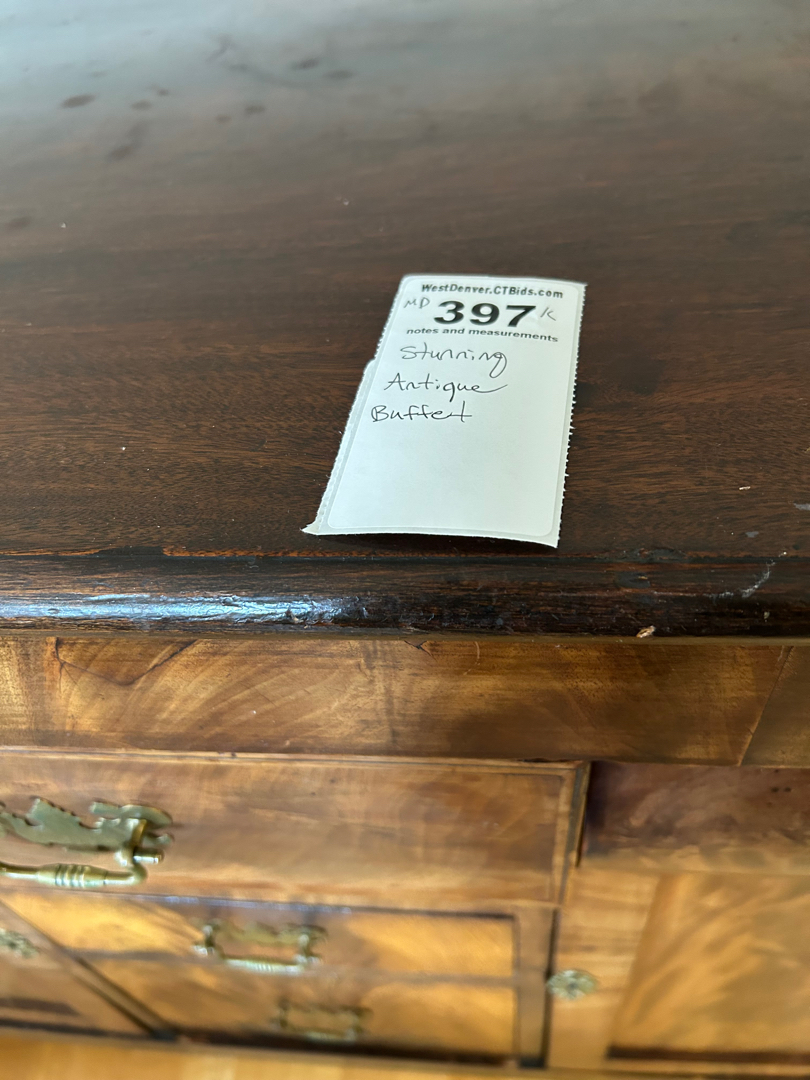 WestDenver.CTBids.com
MD 397 K
notes and measurements
Stunning
Antique
Buffet